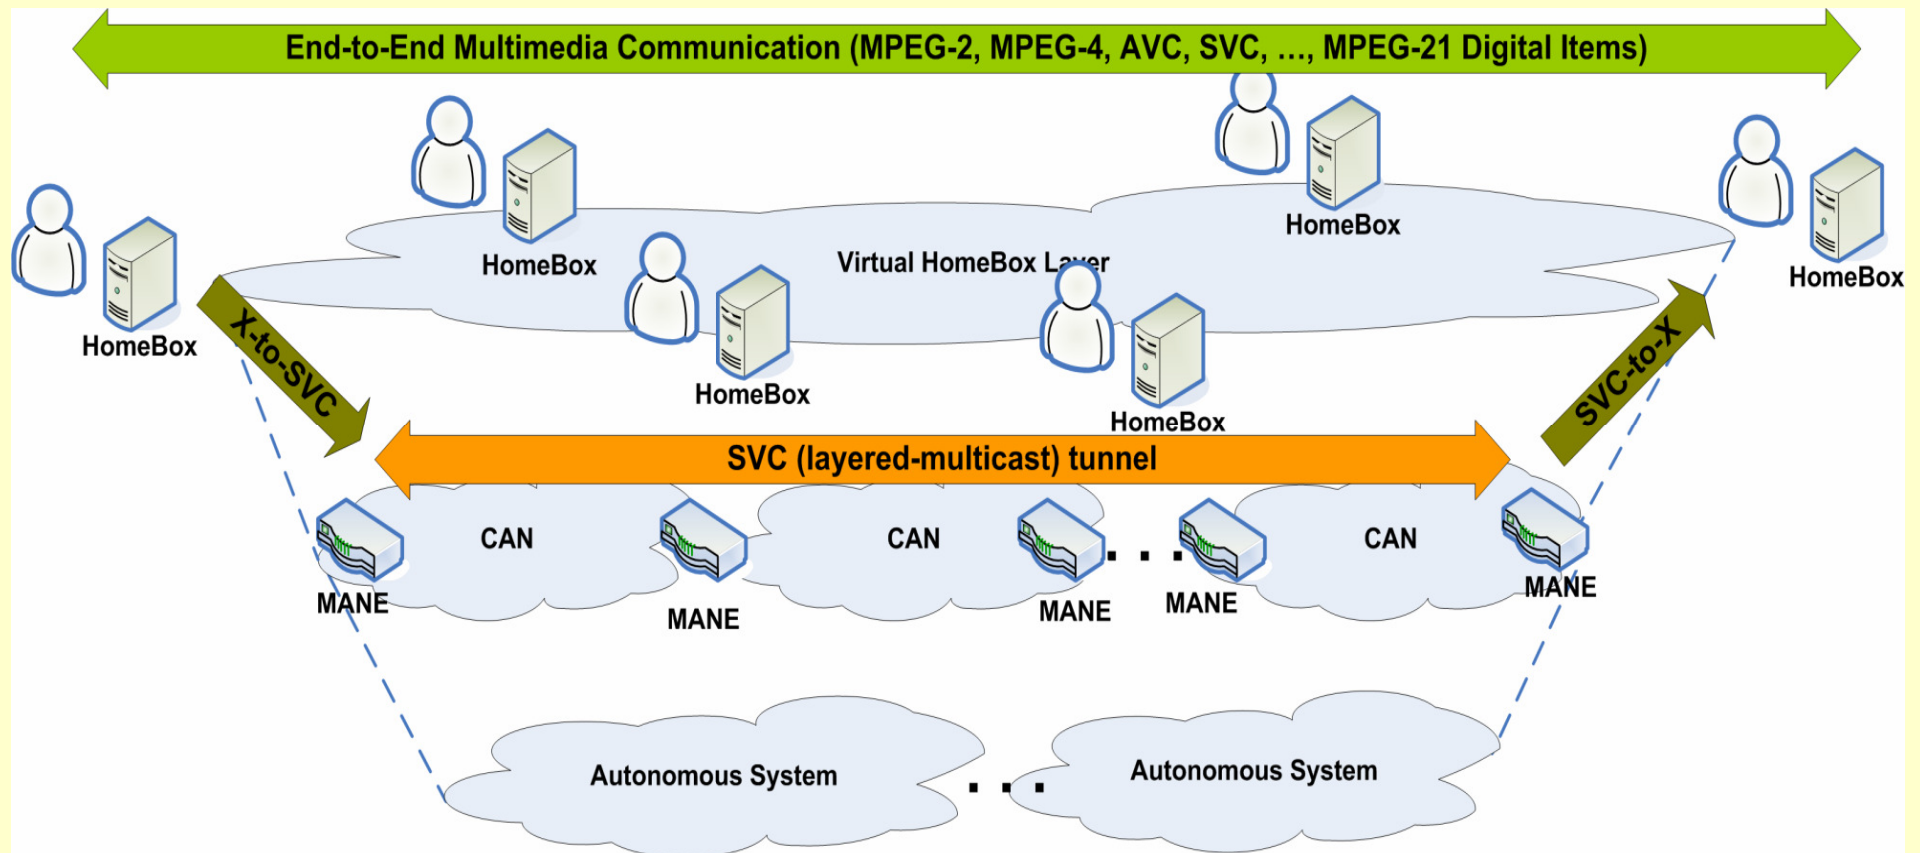 End-to-End Multimedia Communication (MPEG-2, MPEG-4, AVC, SVC, ..., MPEG-21 Digital Items)
HomeBox
HomeBox
Virtual HomeBox Layer
HomeBox
HomeBox
HomeBox
HomeBox
X-to-SVC
SVC-to-X
SVC (layered-multicast) tunnel
CAN
CAN
. . .
CAN
MANE
MANE
MANE
MANE
MANE
Autonomous System
. . .
Autonomous System